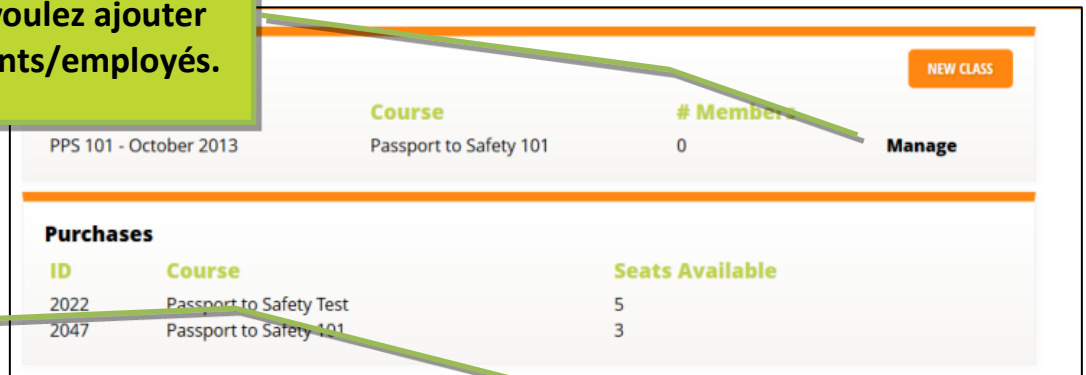 voulez ajouter
nts/employés.
NEW CLASS
Course # Members
PPS 101 - October 2013 Passport to Safety 101 0 Manage
Purchases
ID Course Seats Available
2022 Passport to Safety Test 5
2047 Passport to Safety 101 3